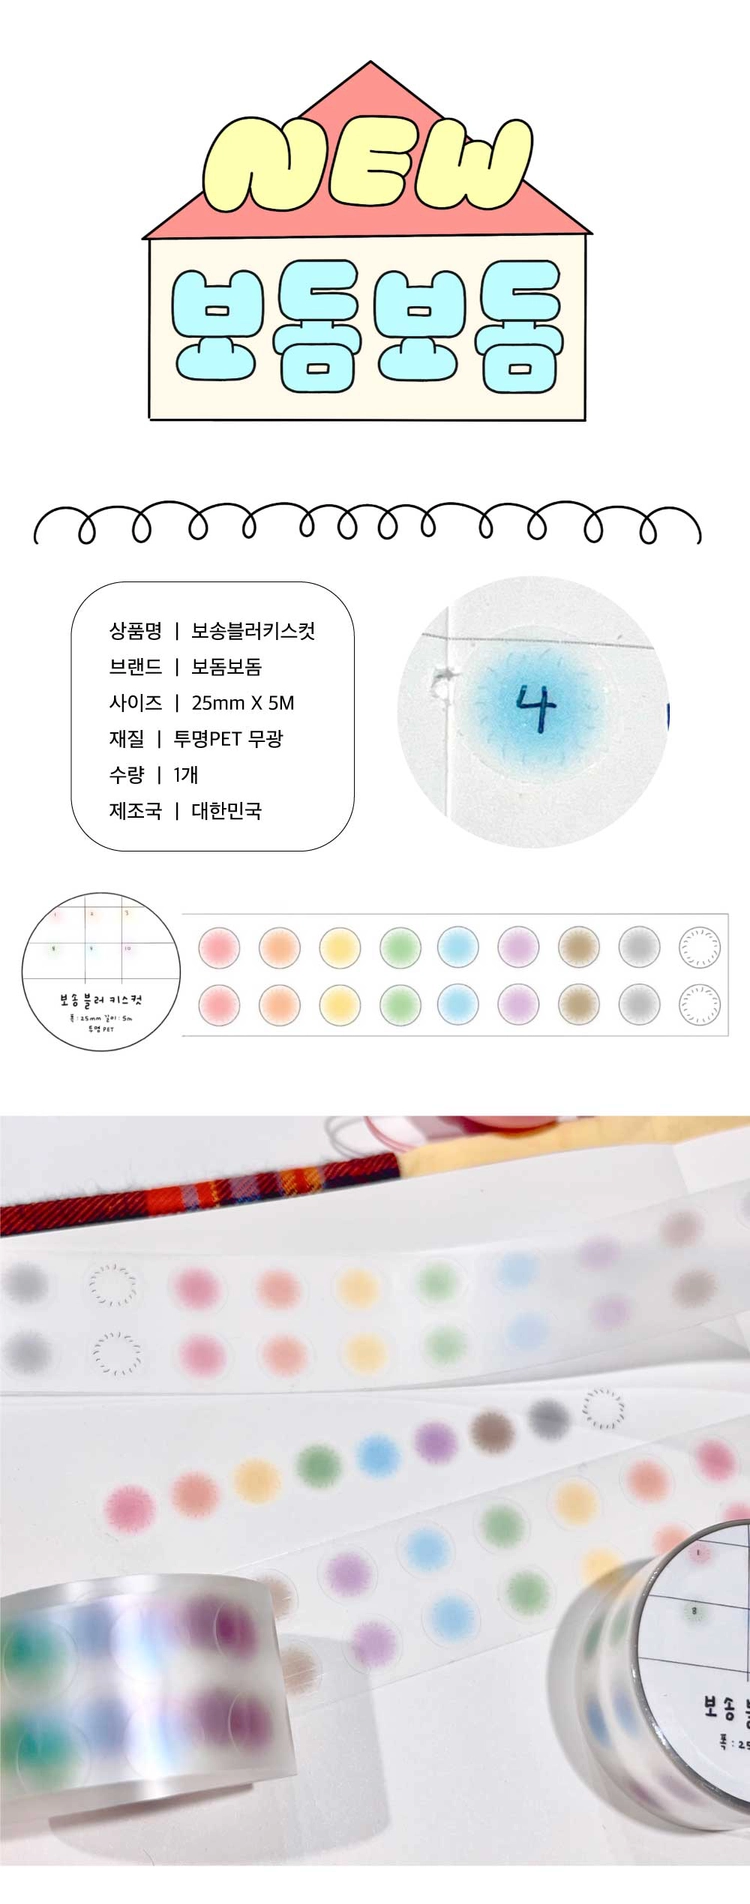 NEW
보돔보돔
상품명 | 보송블러키스컷
브랜드 | 보돔보돔
사이즈 | 25mm X 5M
재질 | 투명PET 무광
수량 | 1개
제조국 | 대한민국
4
1 2 3
8 9 10
보송 블러 키스컷
폭 : 25mm 길이 : 5m
투명 PET
1
8
보송
폭 : 25